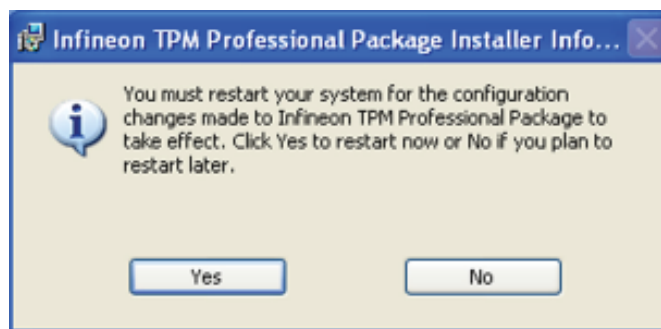 Infineon TPM Professional Package Installer Info...
You must restart your system for the configuration
changes made to Infineon TPM Professional Package to
take effect. Click Yes to restart now or No if you plan to
restart later.
Yes
No